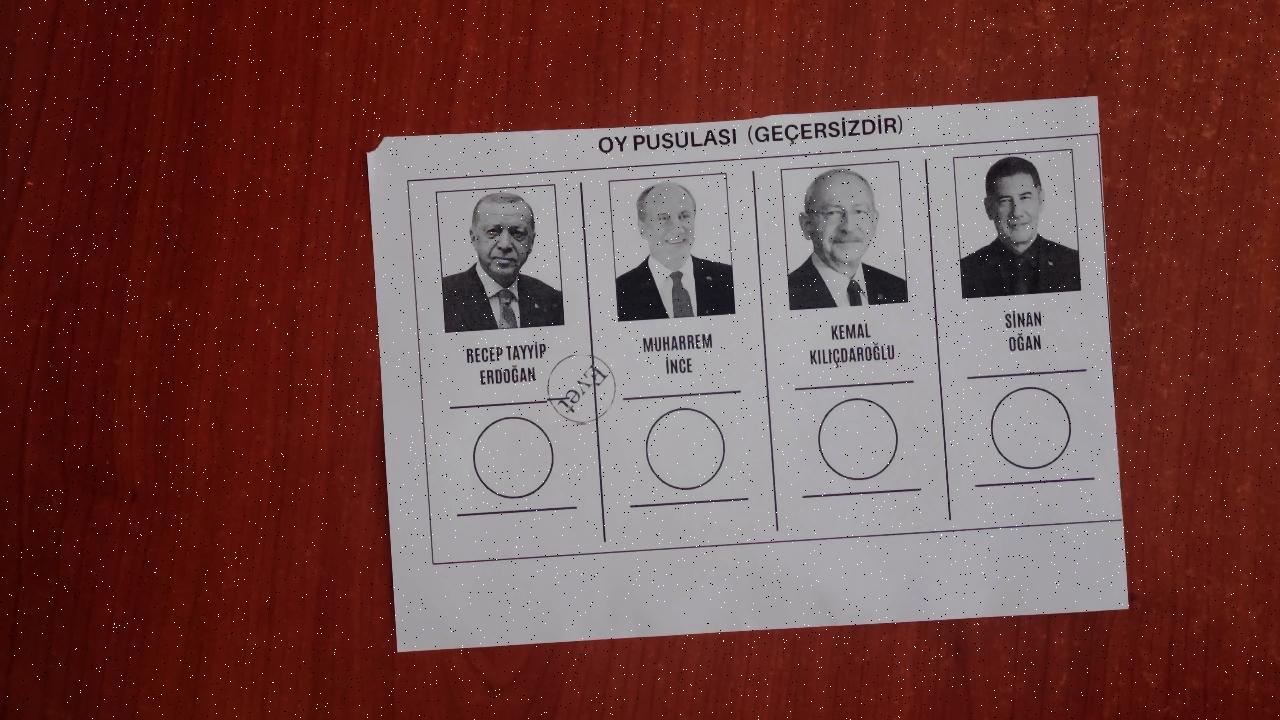 OY PUSULASI (GEÇERSİZDİR)
RECEP TAYYİP
ERDOĞAN
MUHARREM
İNCE
KEMAL
KILIÇDAROĞLU
SİNAN
OĞAN
Evet